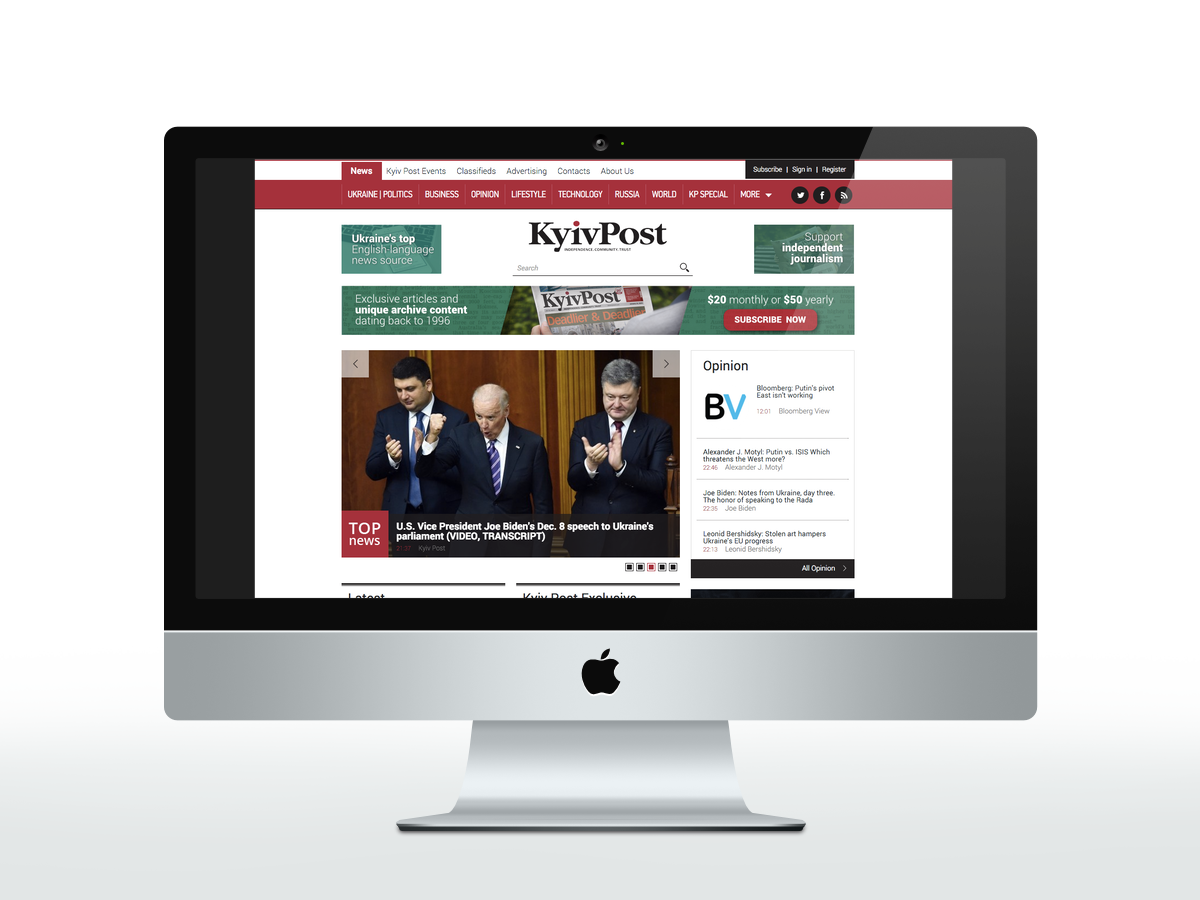 News Kyiv Post Events Classifieds Advertising Contacts About Us
Subscribe | Sign in | Register
UKRAINE | POLITICS BUSINESS OPINION LIFESTYLE TECHNOLOGY RUSSIA WORLD KP SPECIAL MORE
Ukraine's top
English-language
news source
KyivPost
INDEPENDENCE. COMMUNITY. TRUST
Search
Support
independent
journalism
Exclusive articles and
unique archive content
dating back to 1996
KyivPost
Deadlier & Deadlier
$20 monthly or $50 yearly
SUBSCRIBE NOW
TOP
news
U.S. Vice President Joe Biden's Dec. 8 speech to Ukraine's
parliament (VIDEO, TRANSCRIPT)
21:37 Kyiv Post
Opinion
BV
Bloomberg: Putin's pivot
East isn't working
12:01 Bloomberg View
Alexander J. Motyl: Putin vs. ISIS Which
threatens the West more?
22:46 Alexander J. Motyl
Joe Biden: Notes from Ukraine, day three.
The honor of speaking to the Rada
22:35 Joe Biden
Leonid Bershidsky: Stolen art hampers
Ukraine's EU progress
22:13 Leonid Bershidsky
All Opinion
Latest
Kyiv Post Exclusive